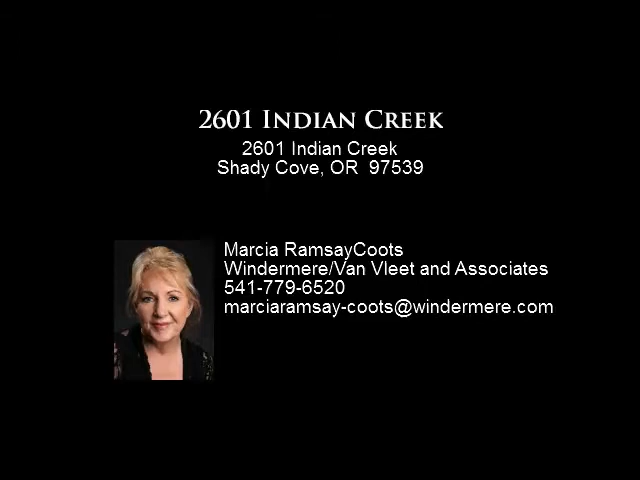 2601 INDIAN CREEK
2601 Indian Creek
Shady Cove, OR  97539
Marcia RamsayCoots
Windermere/Van Vleet and Associates
541-779-6520
marciaramsay-coots@windermere.com